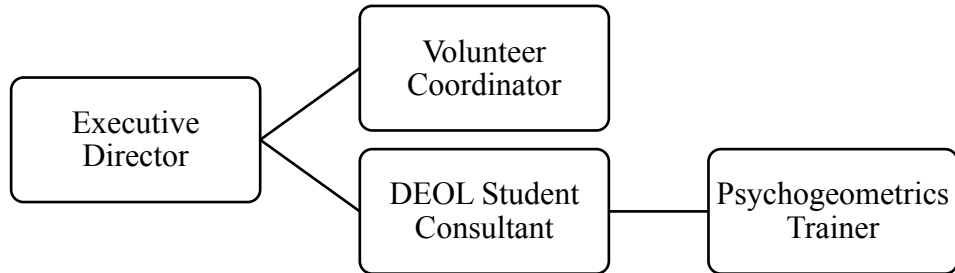 Executive
Director
Volunteer
Coordinator
DEOL Student
Consultant
Psychogeometrics
Trainer